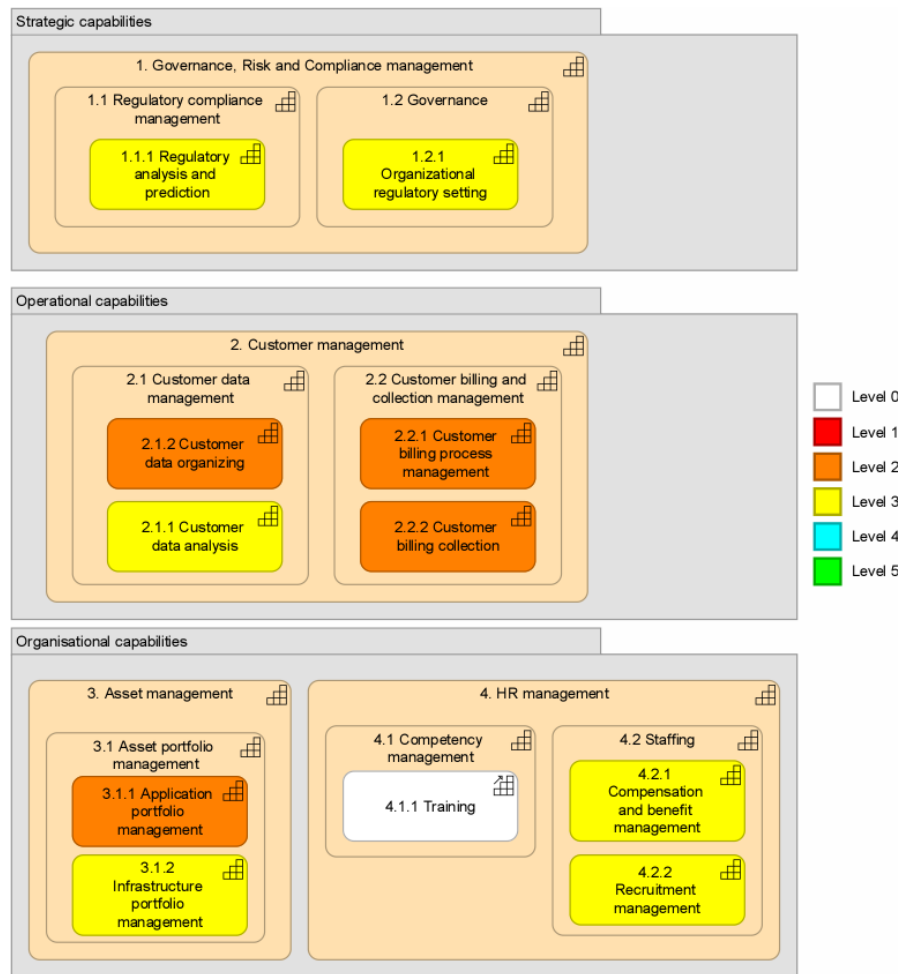 Strategic capabilities
1. Governance, Risk and Compliance management
1.1 Regulatory compliance
management
1.1.1 Regulatory
analysis and
prediction
1.2 Governance
1.2.1
Organizational
regulatory setting
Operational capabilities
2. Customer management
2.1 Customer data
management
2.1.2 Customer
data organizing
2.1.1 Customer
data analysis
2.2 Customer billing and
collection management
2.2.1 Customer
billing process
management
2.2.2 Customer
billing collection
Level 0
Level 1
Level 2
Level 3
Level 4
Level 5
Organisational capabilities
3. Asset management
3.1 Asset portfolio
management
3.1.1 Application
portfolio
management
3.1.2
Infrastructure
portfolio
management
4. HR management
4.1 Competency
management
4.1.1 Training
4.2 Staffing
4.2.1
Compensation
and benefit
management
4.2.2
Recruitment
management